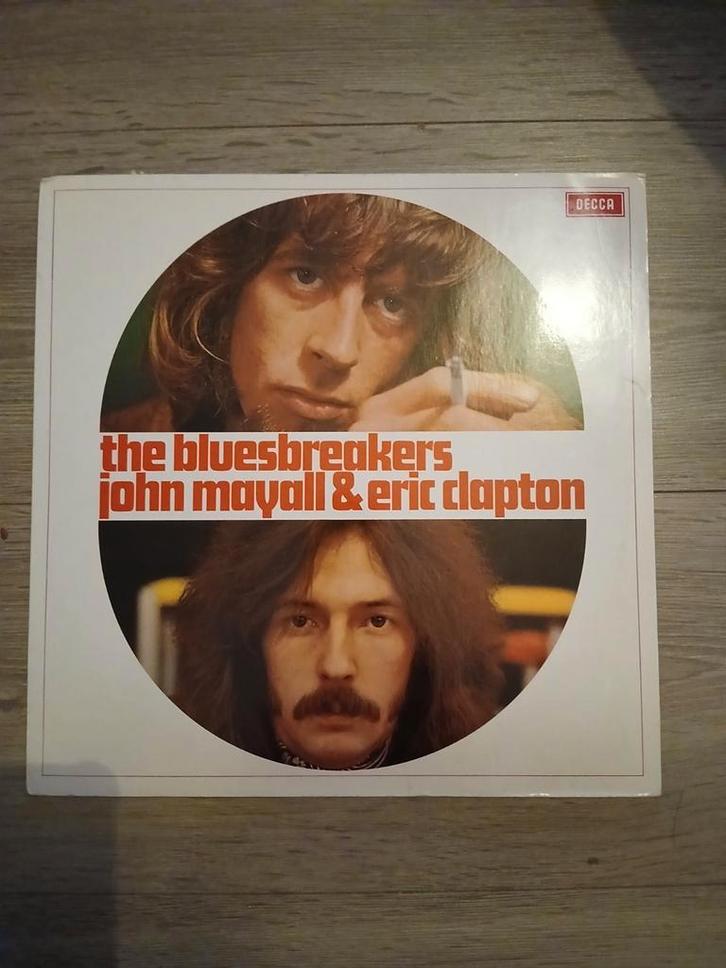 DECCA
the bluesbreakers
john mayall & eric clapton